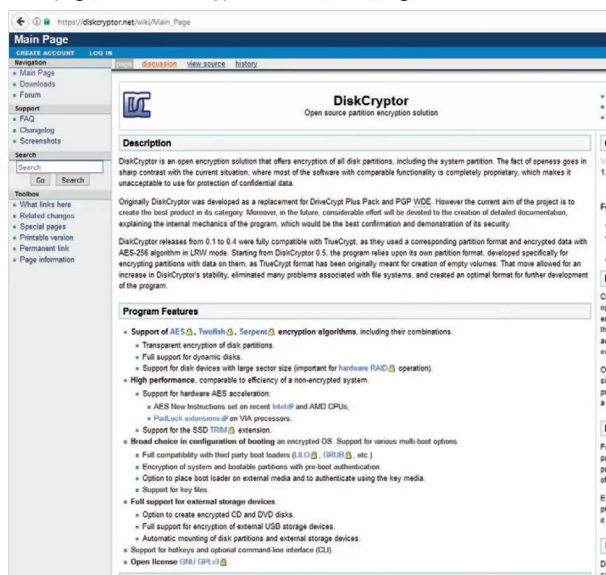 https://diskcryptor.net/wiki/Main_Page
Main Page
CREATE ACCOUNT LOG IN
Navigation
Main Page
Downloads
Forum
Support
FAQ
Changelog
Screenshots
Search
Search
Go Search
Toolbox
What links here
Related changes
Special pages
Printable version
Permanent link
Page information
page discussion view source history
DiskCryptor
Open source partition encryption solution
Description
DiskCryptor is an open encryption solution that offers encryption of all disk partitions, including the system partition. The fact of openess goes in
sharp contrast with the current situation, where most of the software with comparable functionality is completely proprietary, which makes it
unacceptable to use for protection of confidential data.
Originally DiskCryptor was developed as a replacement for DriveCrypt Plus Pack and PGP WDE. However the current aim of the project is to
create the best product in its category. Moreover, in the future, considerable effort will be devoted to the creation of detailed documentation,
explaining the internal mechanics of the program, which would be the best confirmation and demonstration of its security.
DiskCryptor releases from 0.1 to 0.4 were fully compatible with TrueCrypt, as they used a corresponding partition format and encrypted data with
AES-256 algorithm in LRW mode. Starting from DiskCryptor 0.5, the program relies upon its own partition format, developed specifically for
encrypting partitions with data on them, as TrueCrypt format has been originally meant for creation of empty volumes. That move allowed for an
increase in DiskCryptor's stability, eliminated many problems associated with file systems, and created an optimal format for further development
of the program.
Program Features
Support of AES, Twofish, Serpent encryption algorithms, including their combinations.
Transparent encryption of disk partitions.
Full support for dynamic disks.
Support for disk devices with large sector size (important for hardware RAID operation).
High performance, comparable to efficiency of a non-encrypted system.
Support for hardware AES acceleration:
AES New Instructions set on recent Intel and AMD CPUs;
PadLock extensions on VIA processors.
Support for the SSD TRIM extension.
Broad choice in configuration of booting an encrypted OS. Support for various multi-boot options.
Full compatibility with third party boot loaders (LILO, GRUB, etc.).
Encryption of system and bootable partitions with pre-boot authentication.
Option to place boot loader on external media and to authenticate using the key media.
Support for key files.
Full support for external storage devices.
Option to create encrypted CD and DVD disks.
Full support for encryption of external USB storage devices.
Automatic mounting of disk partitions and external storage devices.
Support for hotkeys and optional command-line interface (CLI).
Open license GNU GPLv3